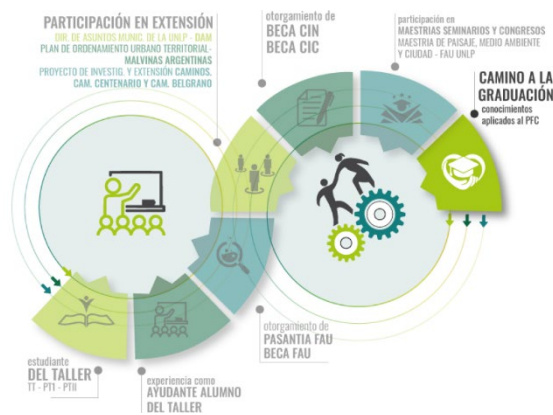 PARTICIPACIÓN EN EXTENSIÓN
DIR. DE ASUNTOS MUNIC. DE LA UNLP - DAM
PLAN DE ORDENAMIENTO URBANO TERRITORIAL-
MALVINAS ARGENTINAS
PROYECTO DE INVESTIG. Y EXTENSIÓN CAMINOS,
CAM. CENTENARIO Y CAM. BELGRANO
otorgamiento de
BECA CIN
BECA CIC
participación en
MAESTRIAS SEMINARIOS Y CONGRESOS
MAESTRIA DE PAISAJE, MEDIO AMBIENTE
Y CIUDAD - FAU UNLP
CAMINO A LA
GRADUACIÓN
conocimientos
aplicados al PFC
estudiante
DEL TALLER
TT - PTI - PTII
experiencia como
AYUDANTE ALUMNO
DEL TALLER
otorgamiento de
PASANTIA FAU
BECA FAU